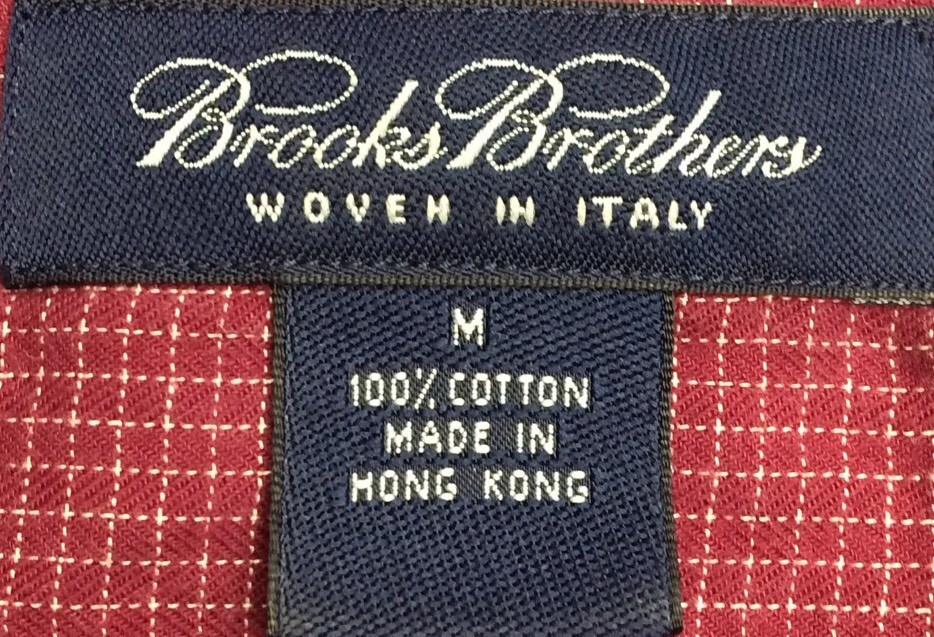 Brooks Brothers
WOVEN IN ITALY
M
100% COTTON
MADE IN
HONG KONG